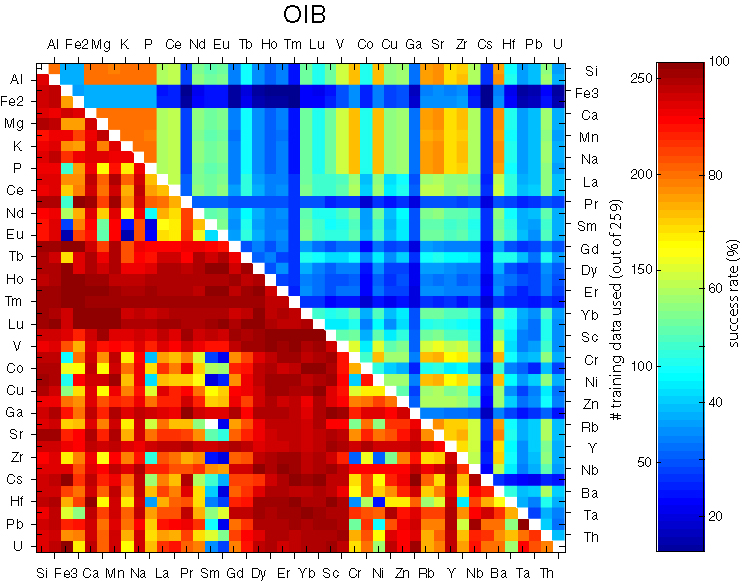 OIB
Al Fe2 Mg K P Ce Nd Eu Tb Ho Tm Lu V Co Cu Ga Sr Zr Cs Hf Pb U
Al
Fe2
Mg
K
P
Ce
Nd
Eu
Tb
Ho
Tm
Lu
V
Co
Cu
Ga
Sr
Zr
Cs
Hf
Pb
U
Si
Fe3
Ca
Mn
Na
La
Pr
Sm
Gd
Dy
Er
Yb
Sc
Cr
Ni
Zn
Rb
Y
Nb
Ba
Ta
Th
Si Fe3 Ca Mn Na La Pr Sm Gd Dy Er Yb Sc Cr Ni Zn Rb Y Nb Ba Ta Th
# training data used (out of 259)
250
200
150
100
50
100
80
60
40
20
success rate (%)